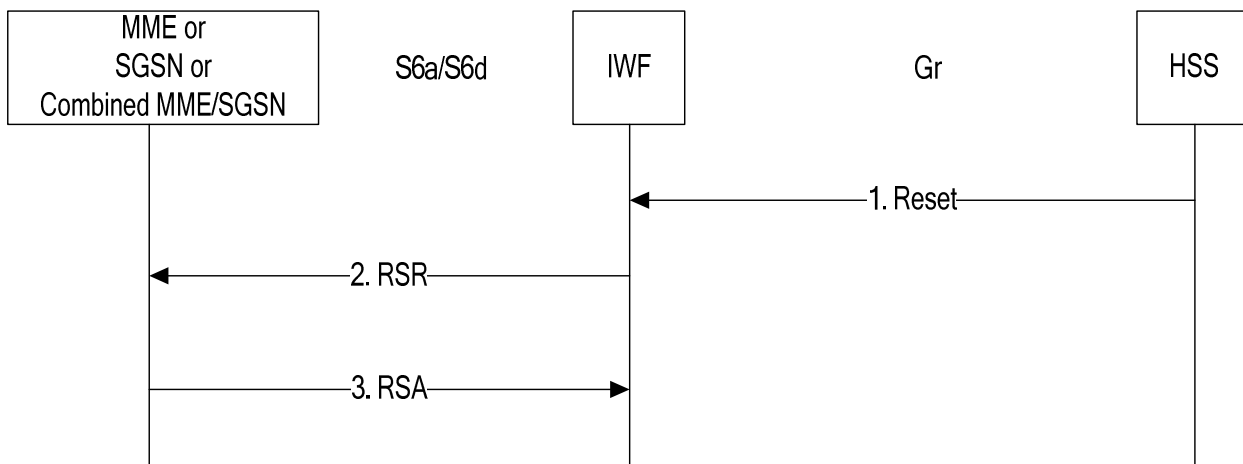 MME or
SGSN or
Combined MME/SGSN
S6a/S6d
IWF
Gr
HSS
1. Reset
2. RSR
3. RSA